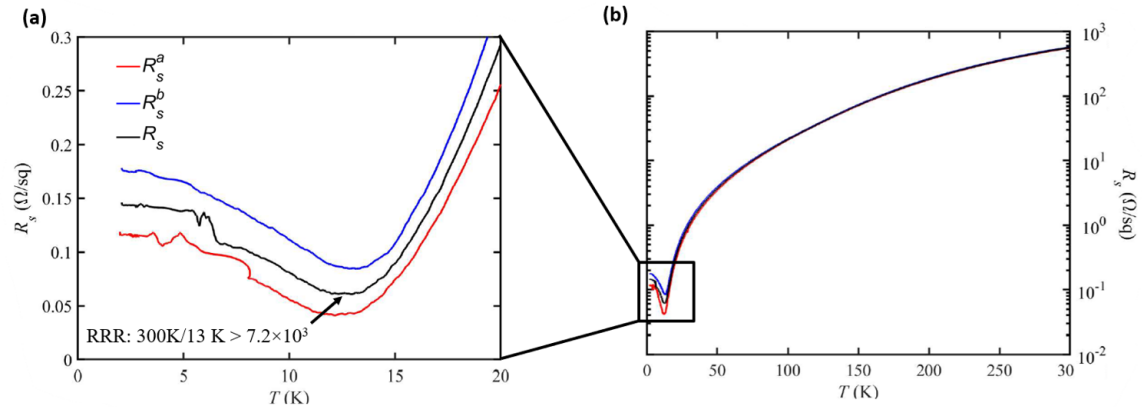 (a)
0.3
0.25
0.2
0.15
0.1
0.05
0
R_s (Ω/sq)
R_s^a
R_s^b
R_s
RRR: 300K/13 K > 7.2×10³
0 5 10 15 20
T (K)
(b)
10³
10²
10¹
10⁰
10⁻¹
10⁻²
R_s (Ω/sq)
0 50 100 150 200 250 30
T (K)